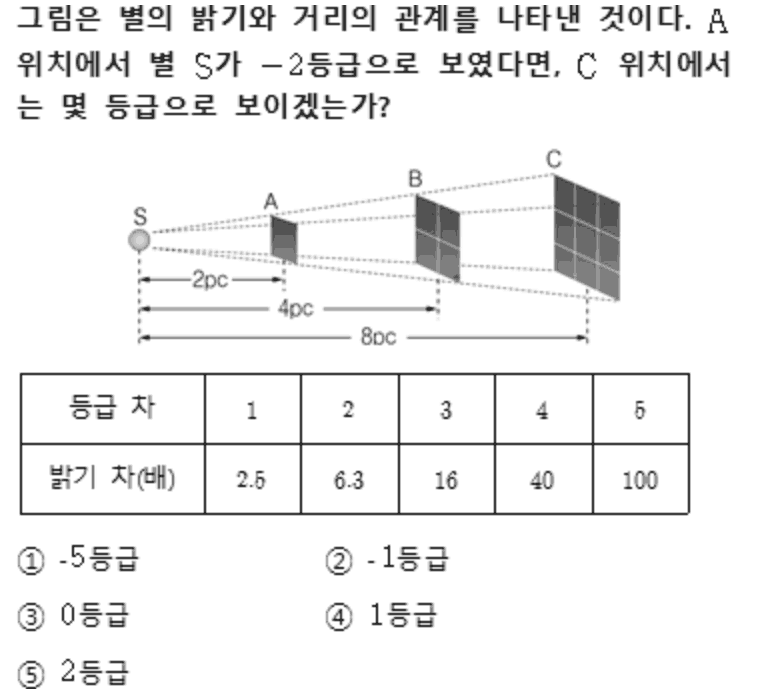 그림은 별의 밝기와 거리의 관계를 나타낸 것이다. A
위치에서 별 S가 －2등급으로 보였다면, C 위치에서
는 몇 등급으로 보이겠는가?
S A B C
2pc
4pc
8pc
등급 차 1 2 3 4 5
밝기 차(배) 2.5 6.3 16 40 100
① -5등급 ② -1등급
③ 0등급 ④ 1등급
⑤ 2등급